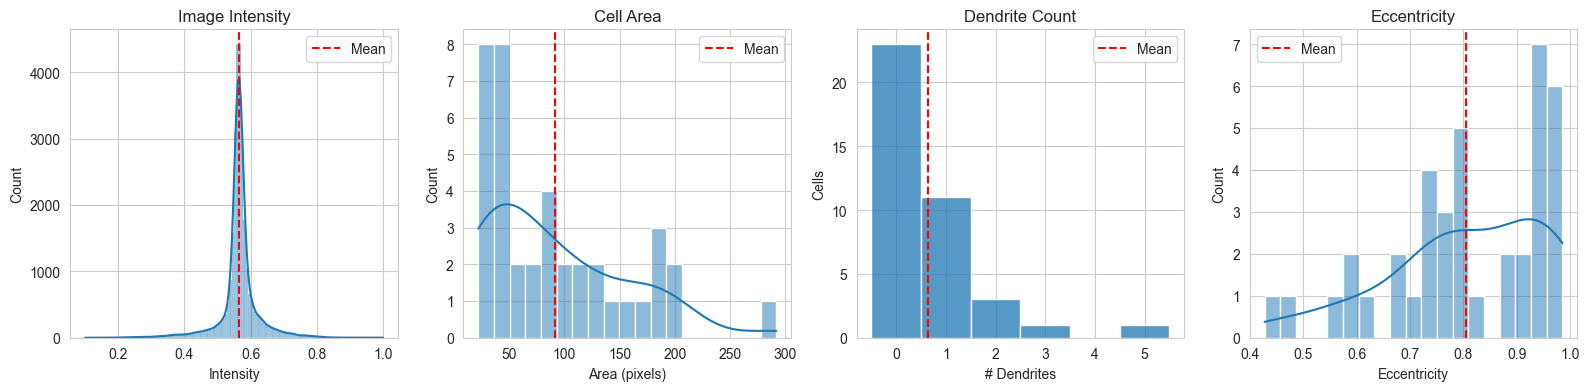 Image Intensity
Mean
4000
3000
2000
1000
0
Count
0.2 0.4 0.6 0.8 1.0
Intensity
Cell Area
Mean
8
7
6
5
4
3
2
1
0
Count
50 100 150 200 250 300
Area (pixels)
Dendrite Count
Mean
20
15
10
5
0
Cells
0 1 2 3 4 5
# Dendrites
Eccentricity
Mean
7
6
5
4
3
2
1
0
Count
0.4 0.5 0.6 0.7 0.8 0.9 1.0
Eccentricity